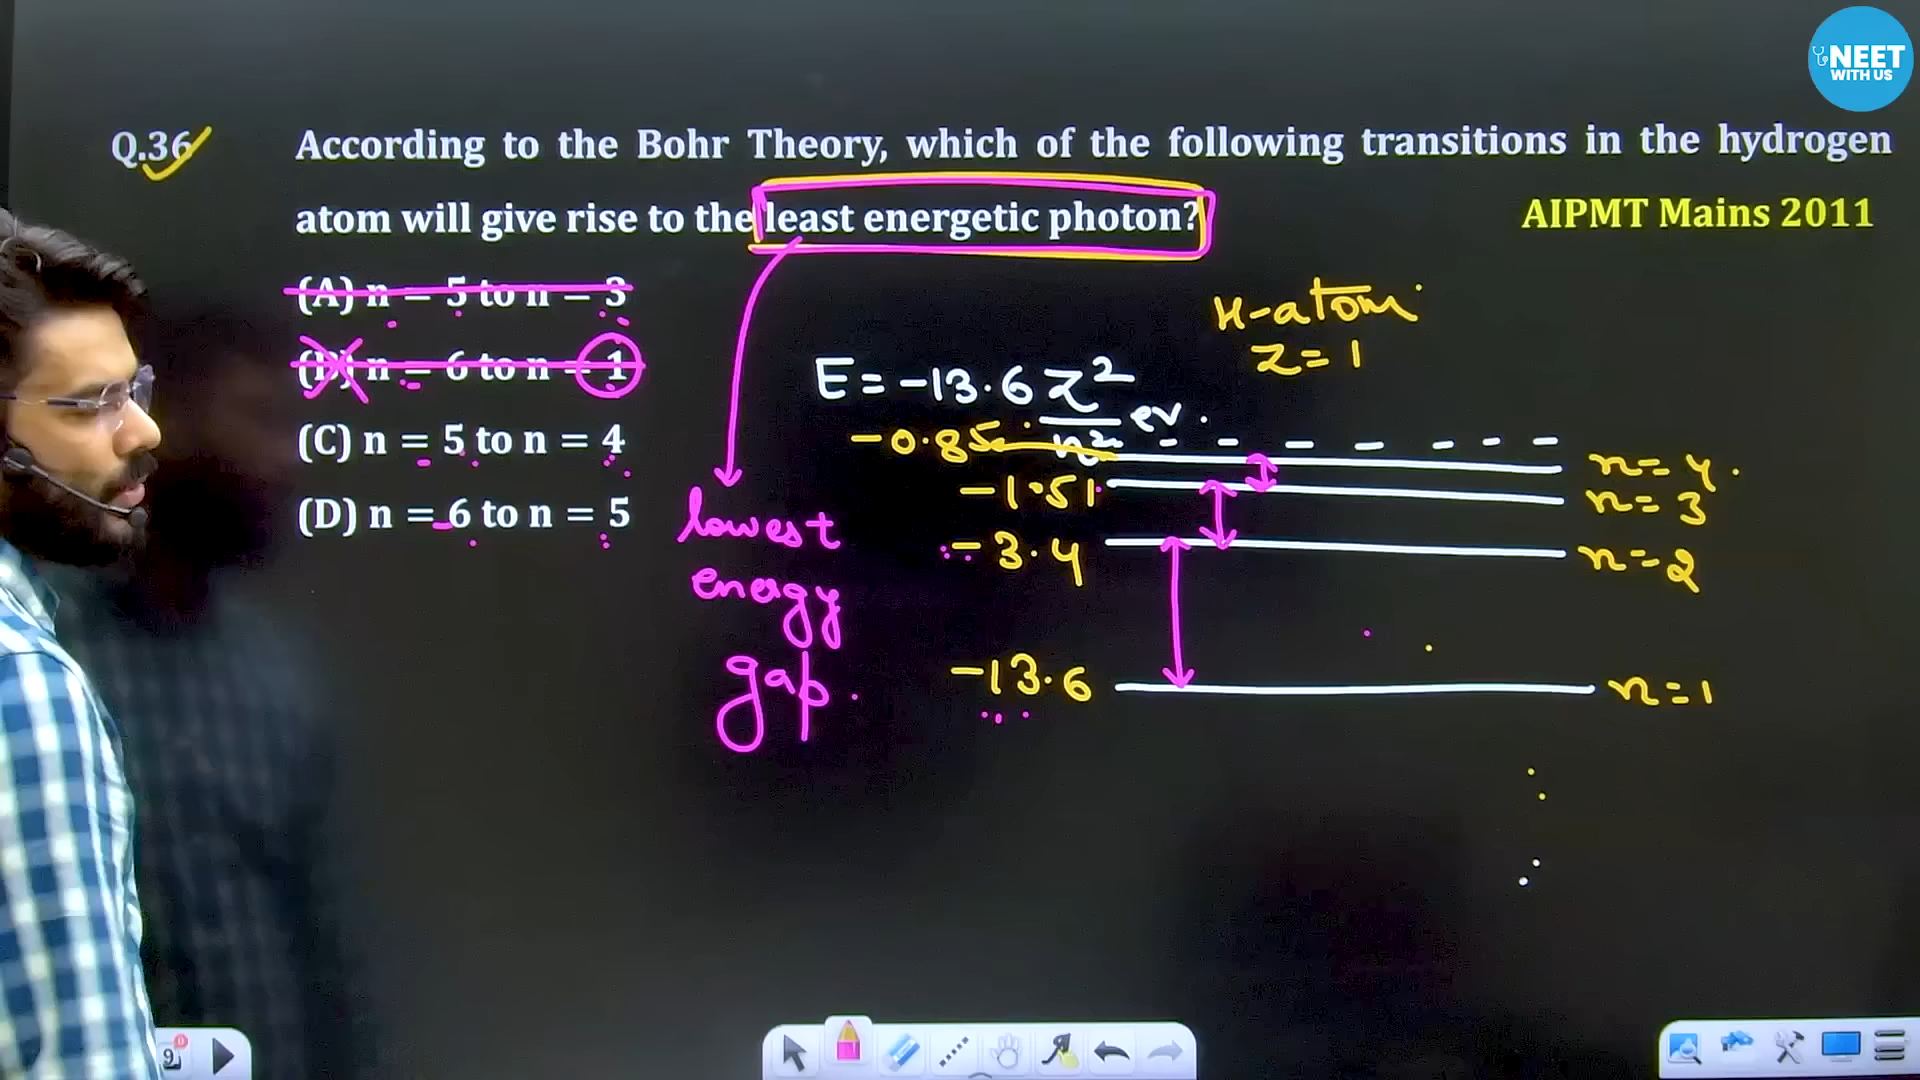 NEET
WITH US
Q.36 According to the Bohr Theory, which of the following transitions in the hydrogen
atom will give rise to the least energetic photon? AIPMT Mains 2011
(A) n = 5 to n = 3
n = 6 to n = 1
(C) n = 5 to n = 4
(D) n = 6 to n = 5
H-atom
Z = 1
E = -13.6 Z²/n² ev.
-0.85 n = 4
-1.51 n = 3
-3.4 n = 2
-13.6 n = 1
lowest
energy
gap.
9
0